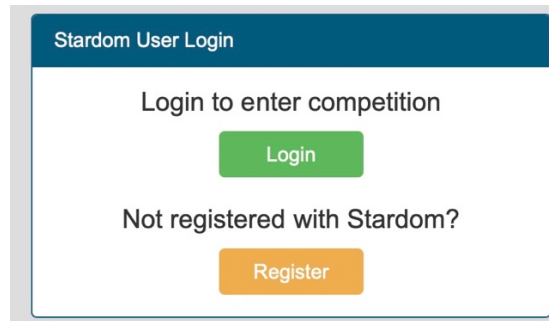 Stardom User Login
Login to enter competition
Login
Not registered with Stardom?
Register